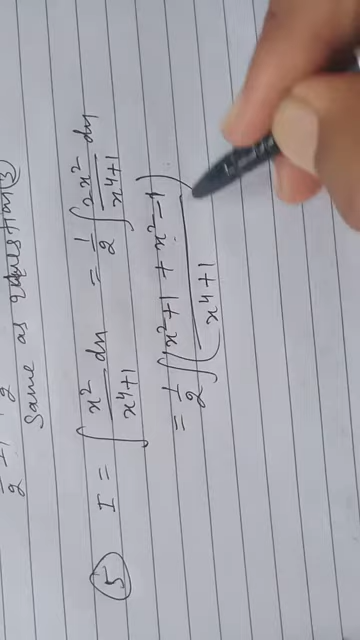 Same as question (3)
(5) I = ∫ x²/x⁴+1 dx = 1/2 ∫ 2x²/x⁴+1 dx
= 1/2 ∫ (x²+1 + x²-1 / x⁴+1)